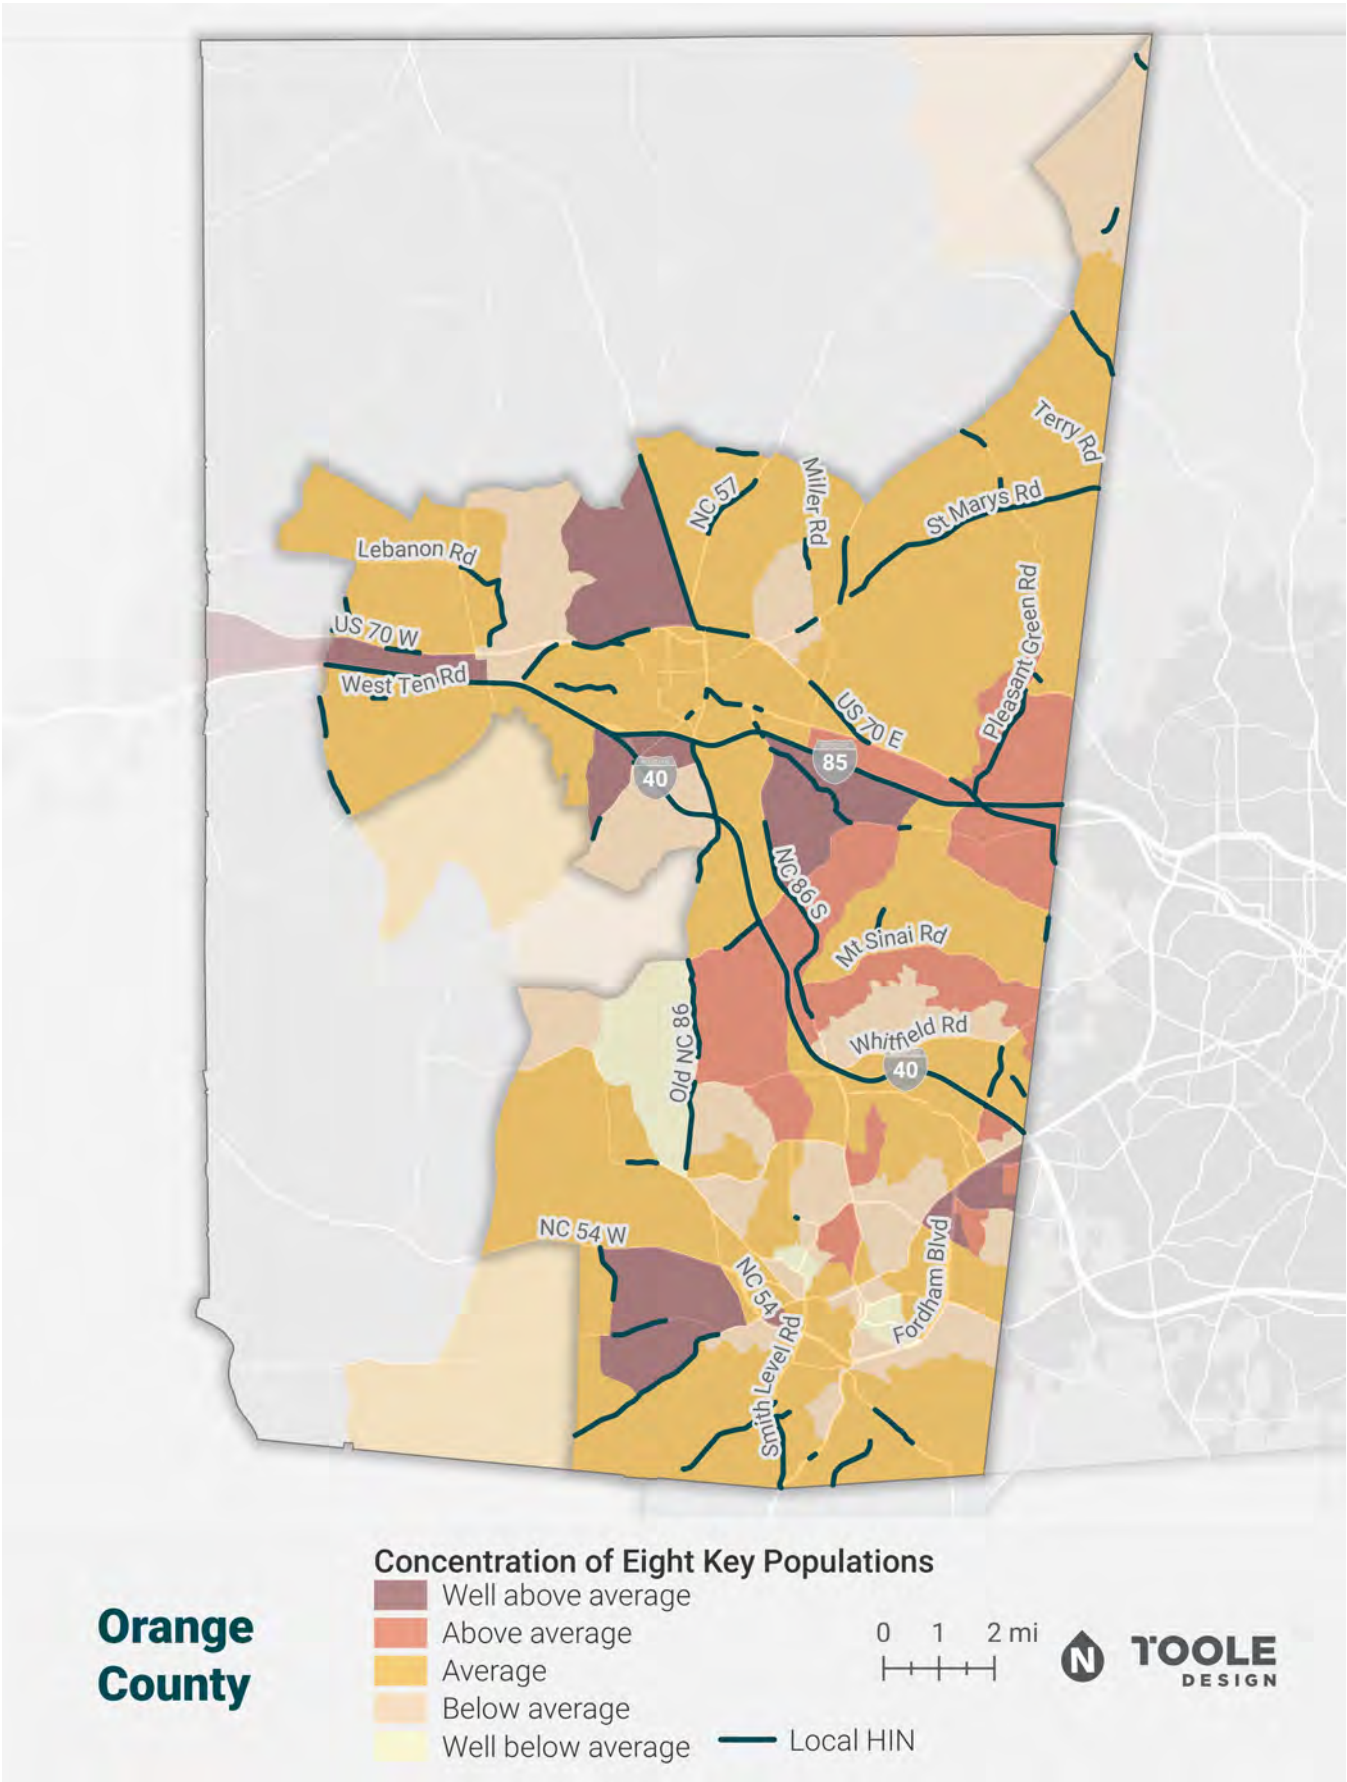 Terry Rd
NC 57
Miller Rd
St Marys Rd
Lebanon Rd
Pleasant Green Rd
US 70 W
West Ten Rd
US 70 E
85
40
NC 86 S
Mt Sinai Rd
Old NC 86
Whitfield Rd
40
NC 54 W
Fordham Blvd
NC 54
Smith Level Rd
Orange
County
Concentration of Eight Key Populations
Well above average
Above average
Average
Below average
Well below average
Local HIN
0 1 2 mi
N
TOOLE
DESIGN